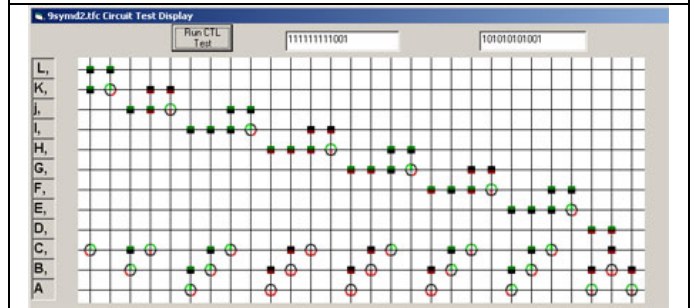 9symd2.tfc Circuit Test Display
Run CTL
Test
111111111001
101010101001
L,
K,
j,
I,
H,
G,
F,
E,
D,
C,
B,
A